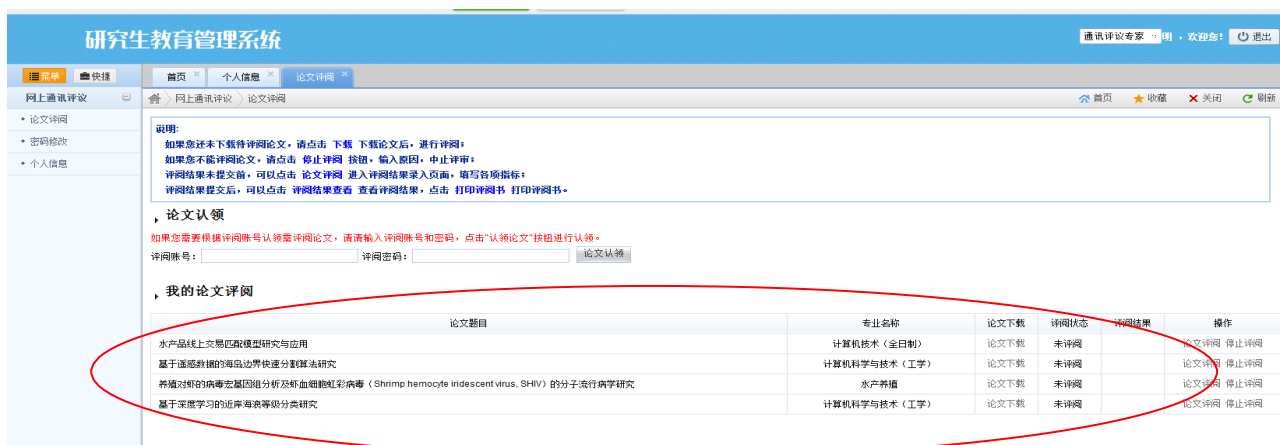 研究生教育管理系统
通讯评议专家 明 ，欢迎您! 退出
菜单 快捷 首页 个人信息 论文评阅
网上通讯评议 网上通讯评议 论文评阅 首页 收藏 关闭 刷新
论文评阅
密码修改
个人信息
说明:
如果您还未下载待评阅论文，请点击 下载 下载论文后，进行评阅;
如果您不能评阅论文，请点击 停止评阅 按钮，输入原因，中止评审;
评阅结果未提交前，可以点击 论文评阅 进入评阅结果录入页面，填写各项指标;
评阅结果提交后，可以点击 评阅结果查看 查看评阅结果，点击 打印评阅书 打印评阅书。
论文认领
如果您需要根据评阅账号认领需评阅论文，请请输入评阅账号和密码，点击"认领论文"按钮进行认领。
评阅账号: 评阅密码: 论文认领
我的论文评阅
论文题目 专业名称 论文下载 评阅状态 评阅结果 操作
水产品线上交易匹配模型研究与应用 计算机技术（全日制） 论文下载 未评阅 论文评阅 停止评阅
基于遥感数据的海岛边界快速分割算法研究 计算机科学与技术（工学） 论文下载 未评阅 论文评阅 停止评阅
养殖对虾的病毒宏基因组分析及虾血细胞虹彩病毒（Shrimp hemocyte iridescent virus, SHIV）的分子流行病学研究 水产养殖 论文下载 未评阅 论文评阅 停止评阅
基于深度学习的近岸海浪等级分类研究 计算机科学与技术（工学） 论文下载 未评阅 论文评阅 停止评阅